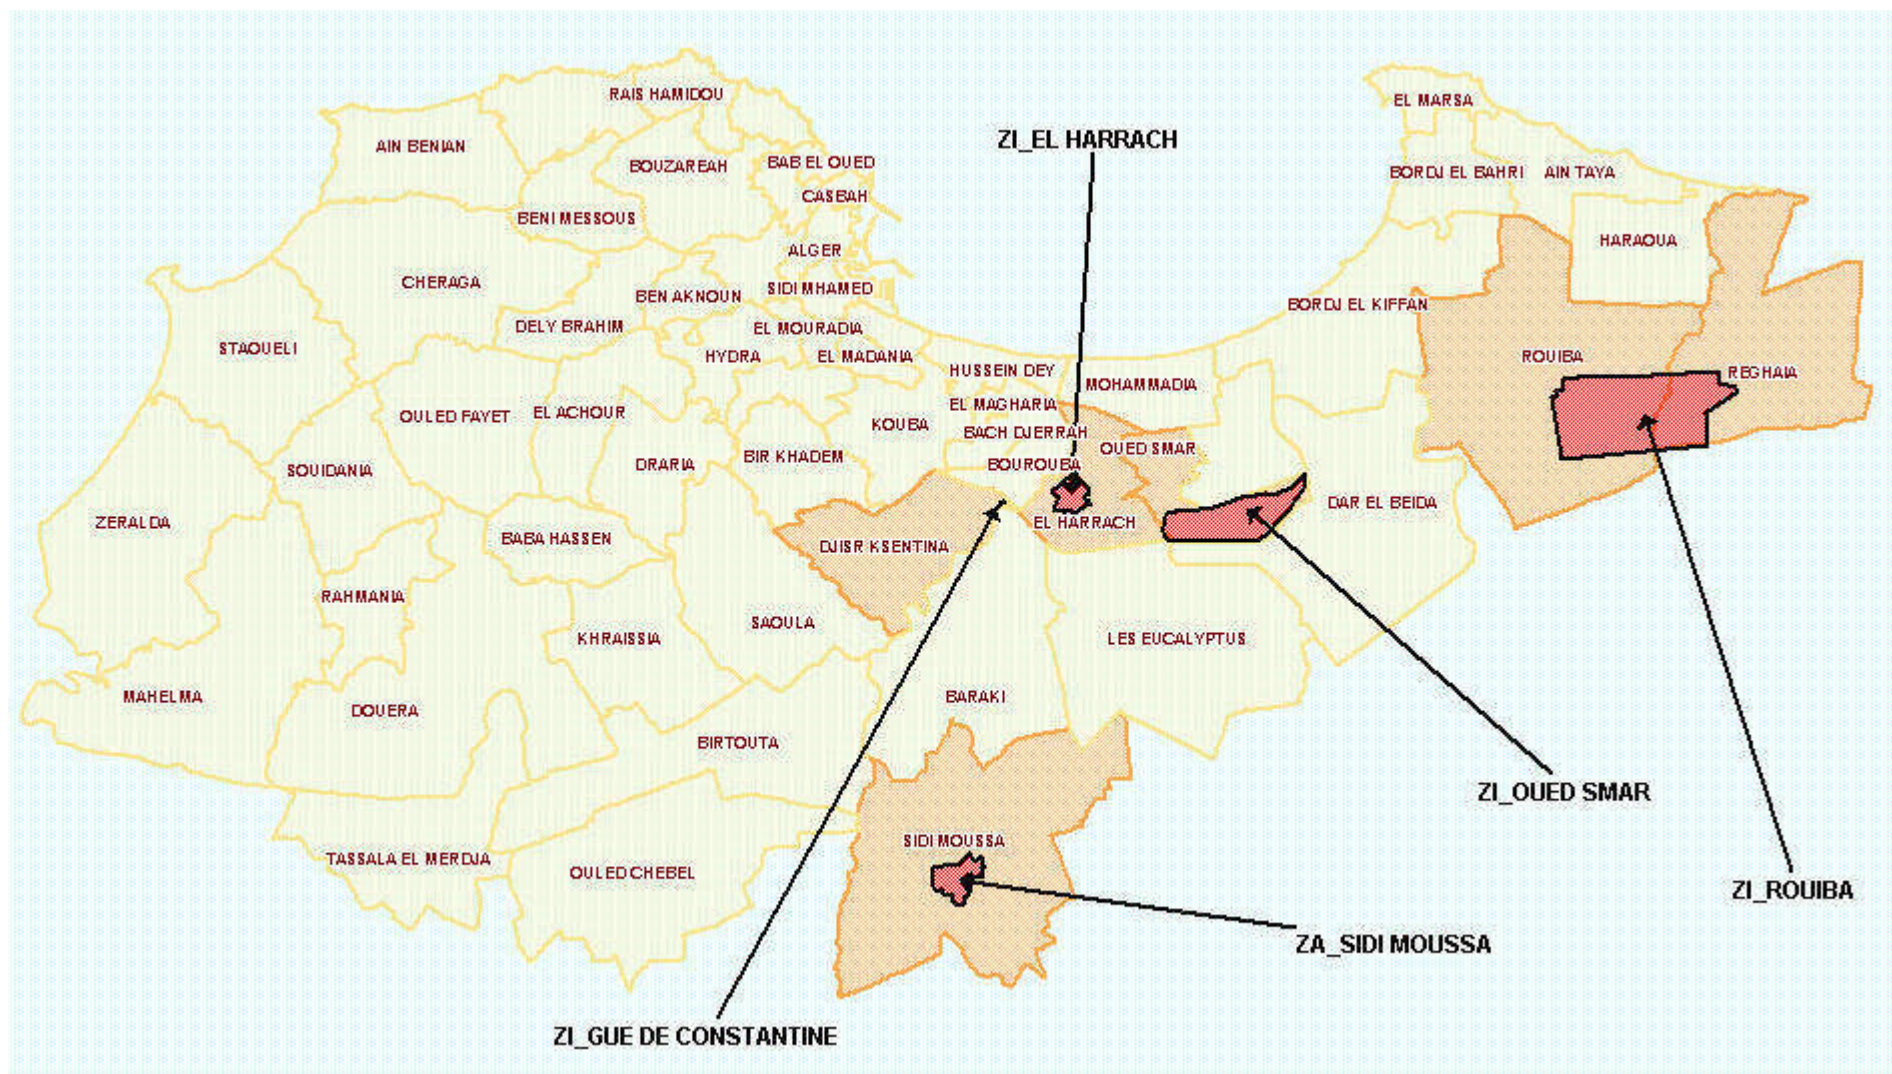 RAIS HAMIDOU
EL MARSA
ZI_EL HARRACH
AIN BENIAN
BOUZAREAH
BAB EL OUED
BORDJ EL BAHRI
AIN TAYA
CASBAH
BENI MESSOUS
HARAOUA
ALGER
CHERAGA
SIDI MHAMED
BEN AKNOUN
BORDJ EL KIFFAN
DELY BRAHIM
EL MOURADIA
STAOUELI
HYDRA
EL MADANIA
ROUIBA
HUSSEIN DEY
REGHAIA
MOHAMMADIA
EL MAGHARIA
OULED FAYET
EL ACHOUR
KOUBA
BACH DJERRAH
OUED SMAR
BIR KHADEM
DRARIA
BOUROUBA
SOUIDANIA
DAR EL BEIDA
ZERALDA
EL HARRACH
BABA HASSEN
DJISR KSENTINA
RAHMANIA
SAOULA
KHRAISSIA
LES EUCALYPTUS
MAHELMA
BARAKI
DOUERA
BIRTOUTA
ZI_OUED SMAR
SIDI MOUSSA
TASSALA EL MERDJA
OULED CHEBEL
ZI_ROUIBA
ZA_SIDI MOUSSA
ZI_GUE DE CONSTANTINE